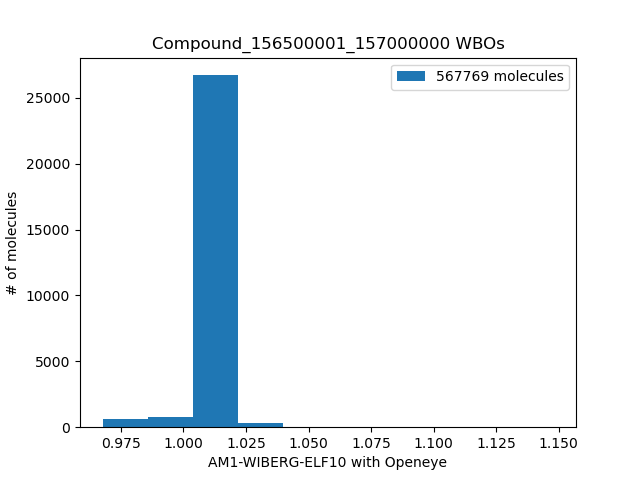 Compound_156500001_157000000 WBOs
567769 molecules
25000
20000
15000
10000
5000
0
# of molecules
0.975 1.000 1.025 1.050 1.075 1.100 1.125 1.150
AM1-WIBERG-ELF10 with Openeye